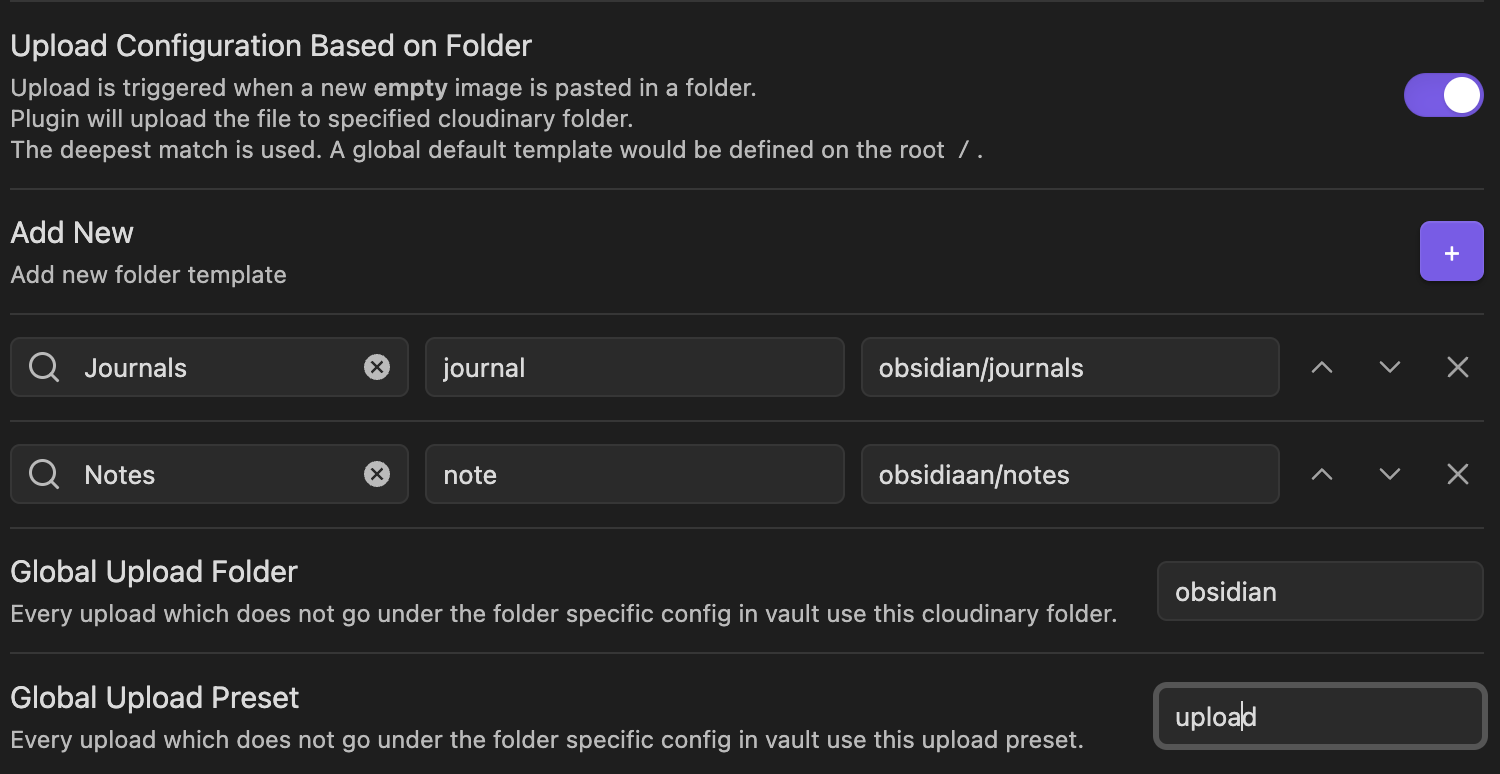 Upload Configuration Based on Folder
Upload is triggered when a new empty image is pasted in a folder.
Plugin will upload the file to specified cloudinary folder.
The deepest match is used. A global default template would be defined on the root / .
Add New
Add new folder template
+
Journals journal obsidian/journals
Notes note obsidiaan/notes
Global Upload Folder
Every upload which does not go under the folder specific config in vault use this cloudinary folder.
obsidian
Global Upload Preset
Every upload which does not go under the folder specific config in vault use this upload preset.
upload